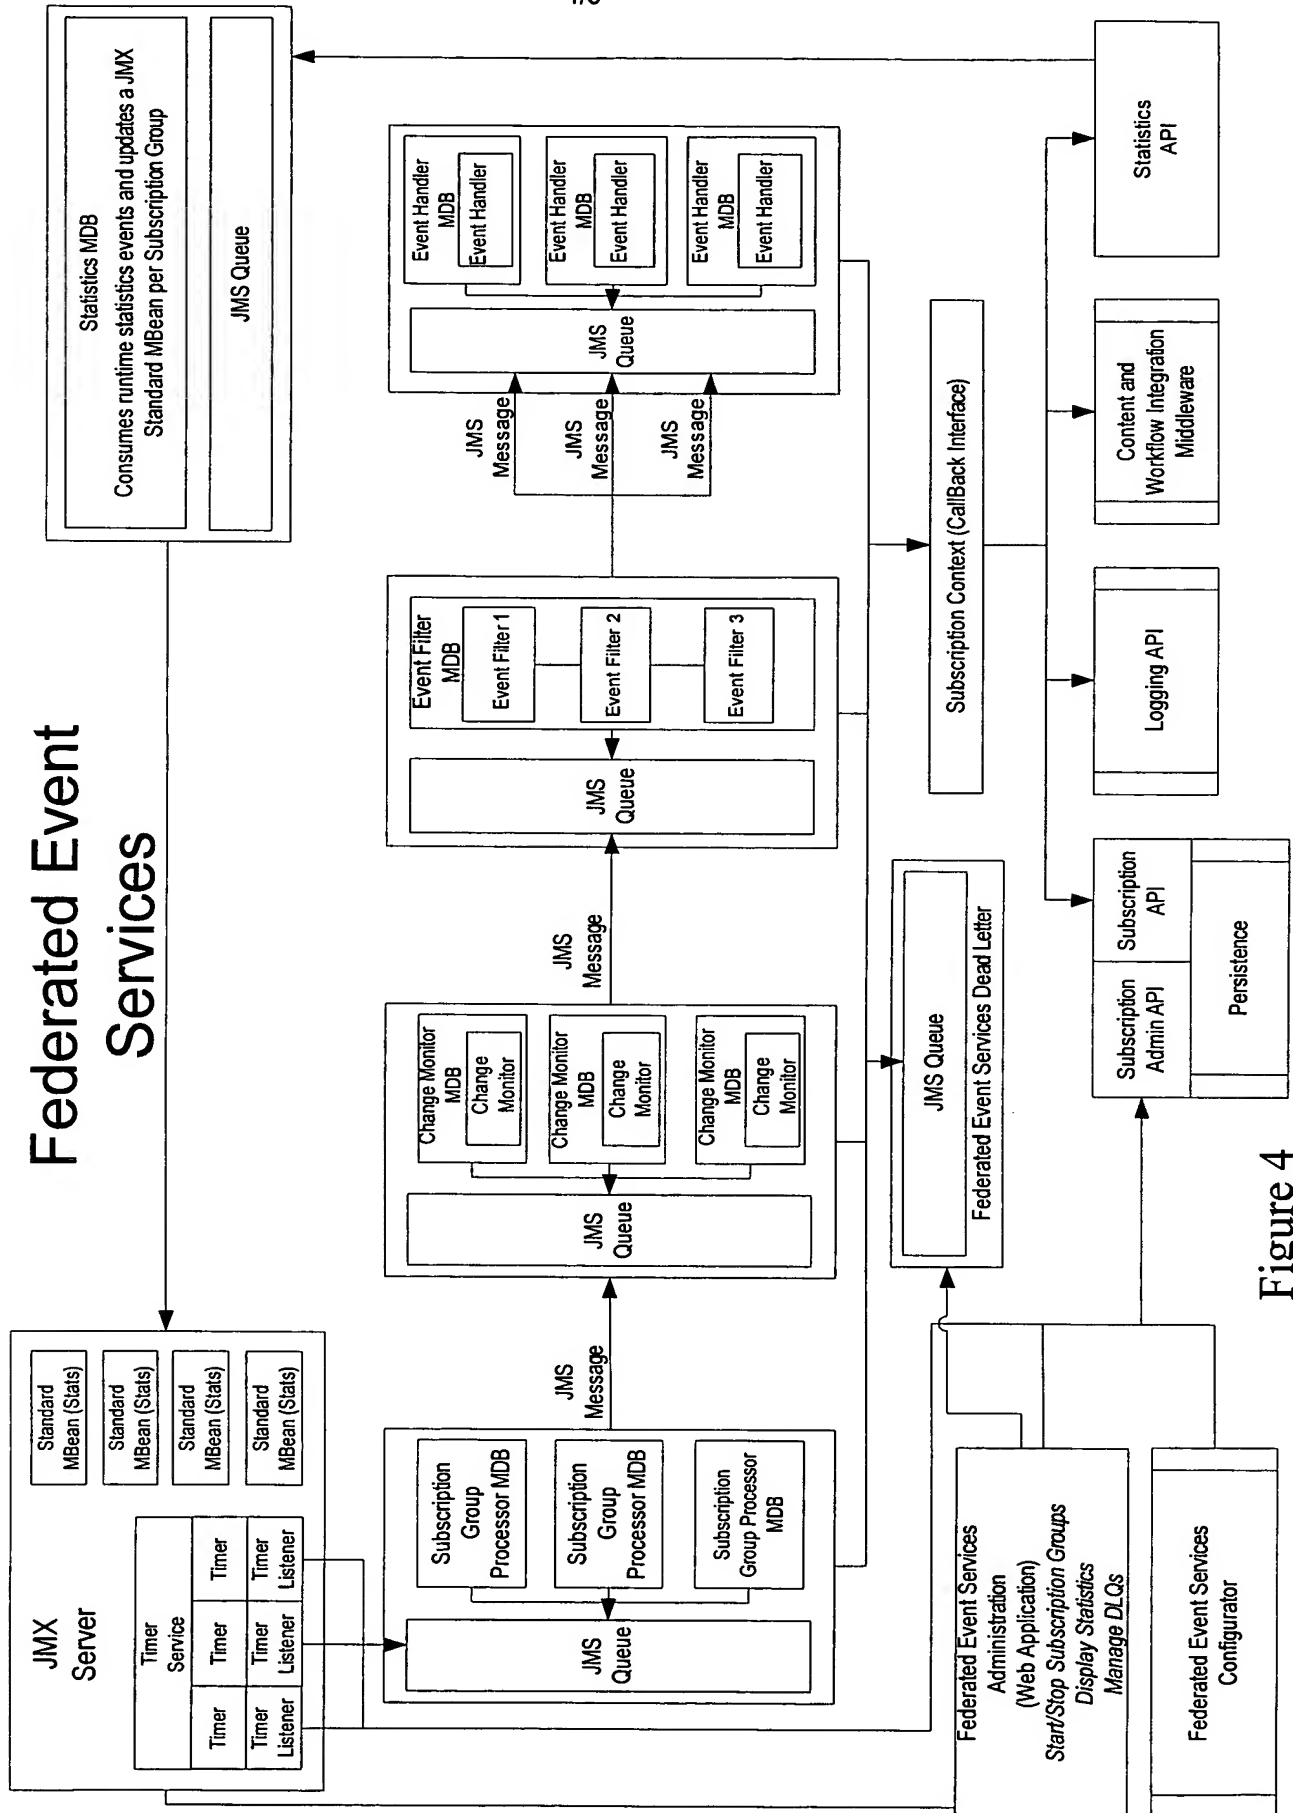 Federated Event
Services
JMX
Server
Timer
Service
Timer
Timer
Timer
Timer
Listener
Timer
Listener
Timer
Listener
Standard
MBean (Stats)
Standard
MBean (Stats)
Standard
MBean (Stats)
Standard
MBean (Stats)
Statistics MDB
Consumes runtime statistics events and updates a JMX
Standard MBean per Subscription Group
JMS Queue
JMS
Queue
Subscription
Group
Processor MDB
Subscription
Group
Processor MDB
Subscription
Group Processor
MDB
JMS
Message
JMS
Queue
Change Monitor
MDB
Change
Monitor
Change Monitor
MDB
Change
Monitor
Change Monitor
MDB
Change
Monitor
JMS
Message
JMS
Queue
Event Filter
MDB
Event Filter 1
Event Filter 2
Event Filter 3
JMS
Message
JMS
Message
JMS
Message
JMS
Queue
Event Handler
MDB
Event Handler
Event Handler
MDB
Event Handler
Event Handler
MDB
Event Handler
JMS Queue
Federated Event Services Dead Letter
Subscription Context (CallBack Interface)
Federated Event Services
Administration
(Web Application)
Start/Stop Subscription Groups
Display Statistics
Manage DLQs
Federated Event Services
Configurator
Subscription
Admin API
Subscription
API
Persistence
Logging API
Content and
Workflow Integration
Middleware
Statistics
API
Figure 4